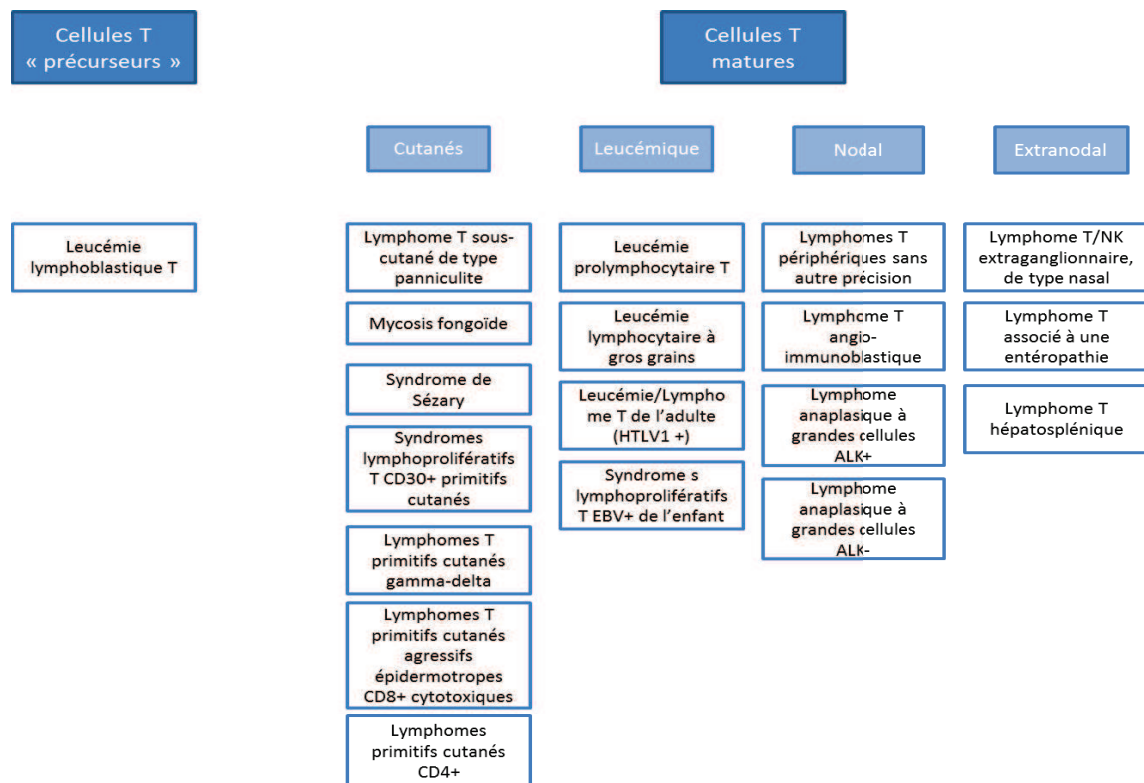 Cellules T
« précurseurs »
Cellules T
matures
Cutanés
Leucémique
Nodal
Extranodal
Leucémie
lymphoblastique T
Lymphome T sous-
cutané de type
panniculite
Mycosis fongoïde
Syndrome de
Sézary
Syndromes
lymphoprolifératifs
T CD30+ primitifs
cutanés
Lymphomes T
primitifs cutanés
gamma-delta
Lymphomes T
primitifs cutanés
agressifs
épidermotropes
CD8+ cytotoxiques
Lymphomes
primitifs cutanés
CD4+
Leucémie
prolymphocytaire T
Leucémie
lymphocytaire à
gros grains
Leucémie/Lympho
me T de l’adulte
(HTLV1 +)
Syndrome s
lymphoprolifératifs
T EBV+ de l’enfant
Lymphomes T
périphériques sans
autre précision
Lymphome T
angio-
immunoblastique
Lymphome
anaplasique à
grandes cellules
ALK+
Lymphome
anaplasique à
grandes cellules
ALK-
Lymphome T/NK
extraganglionnaire,
de type nasal
Lymphome T
associé à une
entéropathie
Lymphome T
hépatosplénique